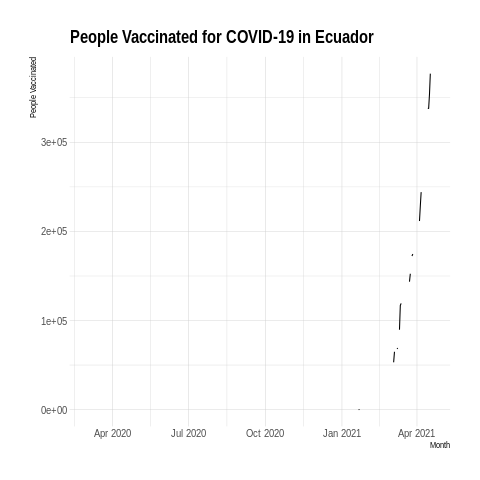 People Vaccinated for COVID-19 in Ecuador
People Vaccinated
3e+05
2e+05
1e+05
0e+00
Apr 2020 Jul 2020 Oct 2020 Jan 2021 Apr 2021
Month